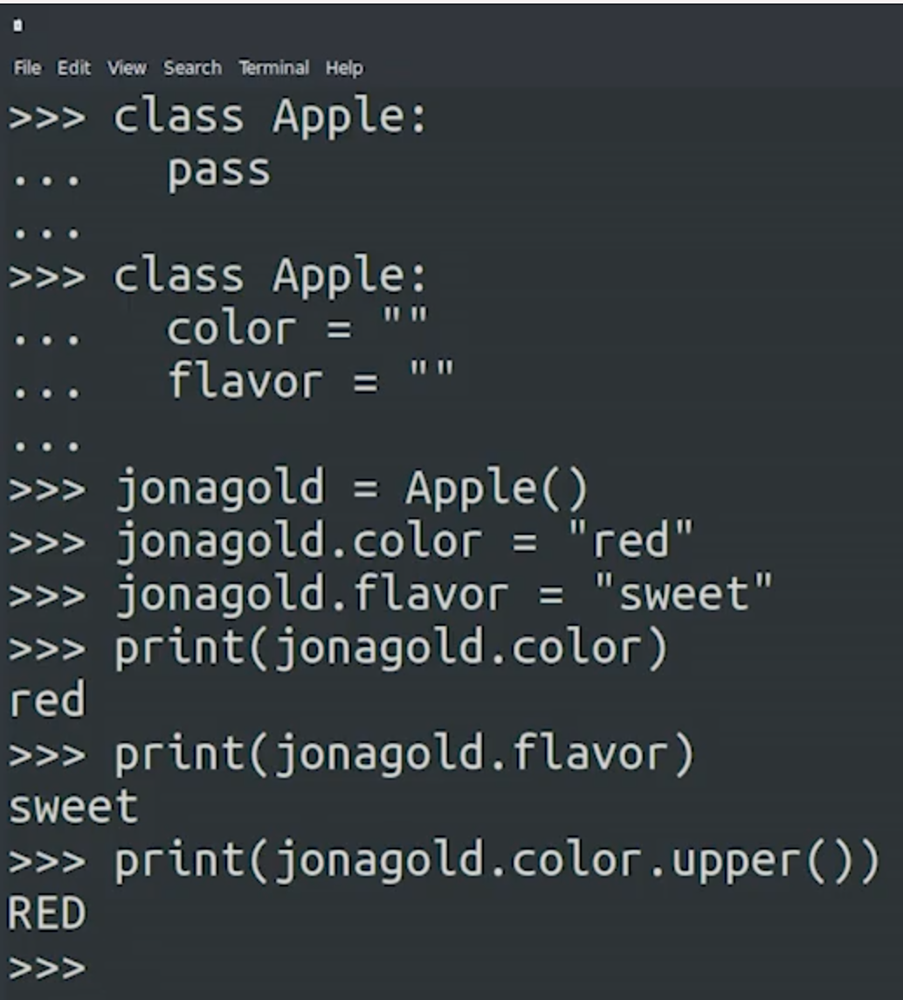 File Edit View Search Terminal Help
>>> class Apple:
...   pass
...
>>> class Apple:
...   color = ""
...   flavor = ""
...
>>> jonagold = Apple()
>>> jonagold.color = "red"
>>> jonagold.flavor = "sweet"
>>> print(jonagold.color)
red
>>> print(jonagold.flavor)
sweet
>>> print(jonagold.color.upper())
RED
>>>